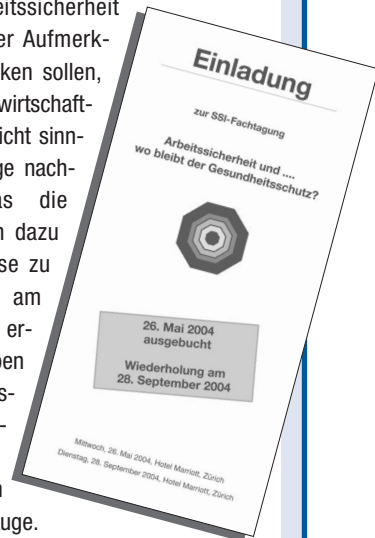 eitssicherheit
er Aufmerk-
ken sollen,
wirtschaft-
icht sinn-
ge nach-
as die
n dazu
se zu
am
er-
ben
s-
-
uge.
Einladung
zur SSI-Fachtagung
Arbeitssicherheit und ....
wo bleibt der Gesundheitsschutz?
26. Mai 2004
ausgebucht
Wiederholung am
28. September 2004
Mittwoch, 26. Mai 2004, Hotel Marriott, Zürich
Dienstag, 28. September 2004, Hotel Marriott, Zürich